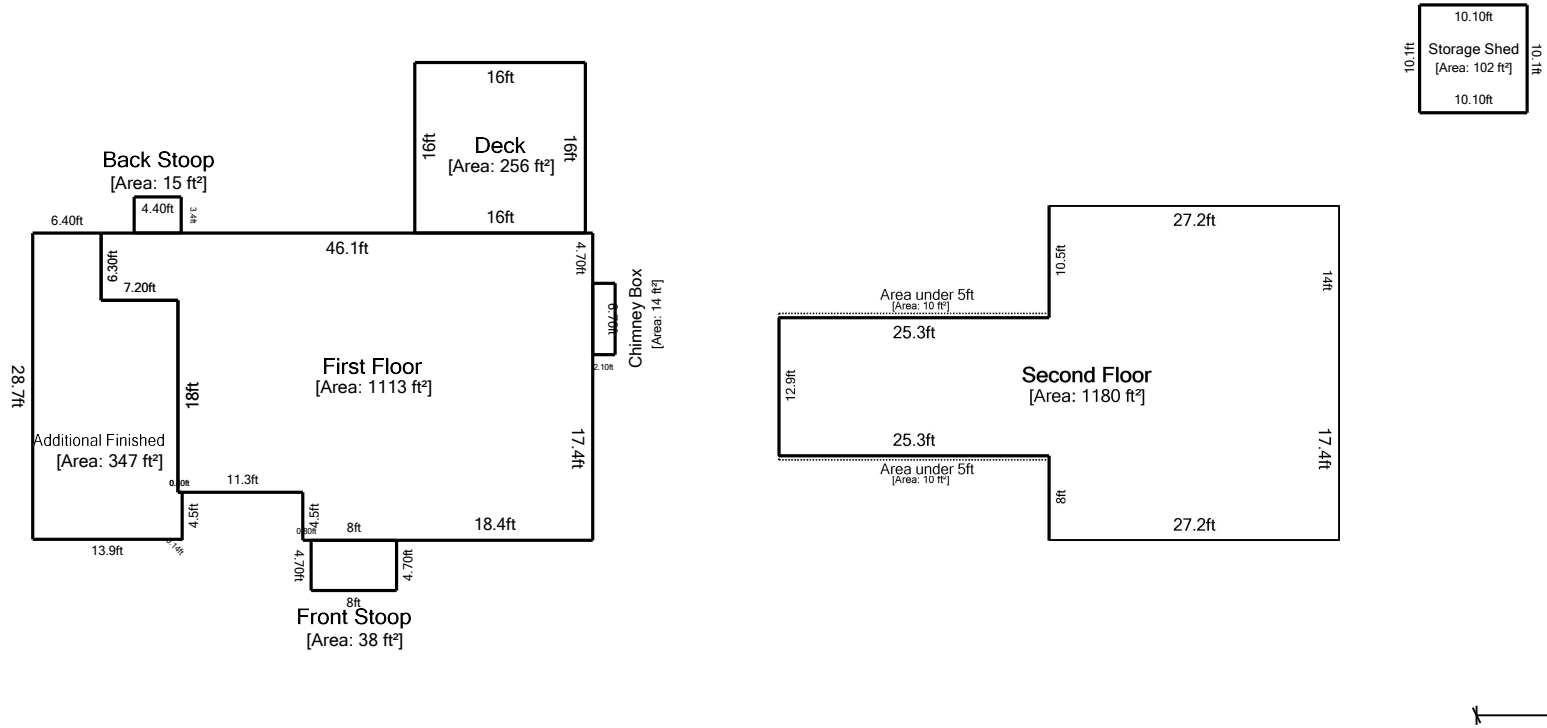 10.10ft
10.1ft
Storage Shed
[Area: 102 ft²]
10.1ft
10.10ft
16ft
16ft
Deck
[Area: 256 ft²]
16ft
16ft
Back Stoop
[Area: 15 ft²]
4.40ft
3.4ft
6.40ft
46.1ft
6.30ft
7.20ft
4.70ft
Chimney Box
[Area: 14 ft²]
6.70ft
2.10ft
First Floor
[Area: 1113 ft²]
28.7ft
18ft
Additional Finished
[Area: 347 ft²]
17.4ft
11.3ft
4.5ft
4.5ft
8ft
18.4ft
13.9ft
0.14ft
4.70ft
4.70ft
8ft
Front Stoop
[Area: 38 ft²]
27.2ft
10.5ft
14ft
Area under 5ft
[Area: 10 ft²]
25.3ft
12.9ft
Second Floor
[Area: 1180 ft²]
25.3ft
17.4ft
Area under 5ft
[Area: 10 ft²]
8ft
27.2ft